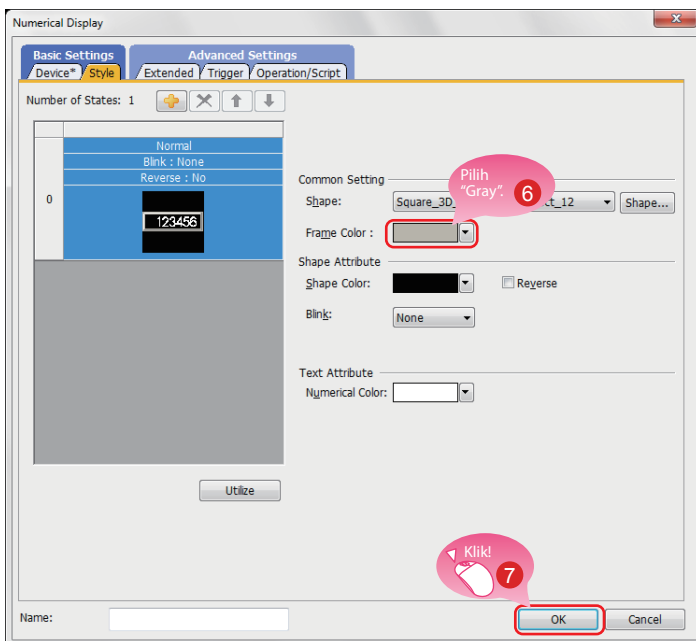 Numerical Display
Basic Settings
Advanced Settings
Device* Style Extended Trigger Operation/Script
Number of States: 1
Normal
Blink : None
Reverse : No
0
123456
Common Setting
Shape: Square_3D_ ct_12 Shape...
Pilih
"Gray". 6
Frame Color :
Shape Attribute
Shape Color: Reverse
Blink: None
Text Attribute
Numerical Color:
Utilize
Klik!
7
Name: OK Cancel